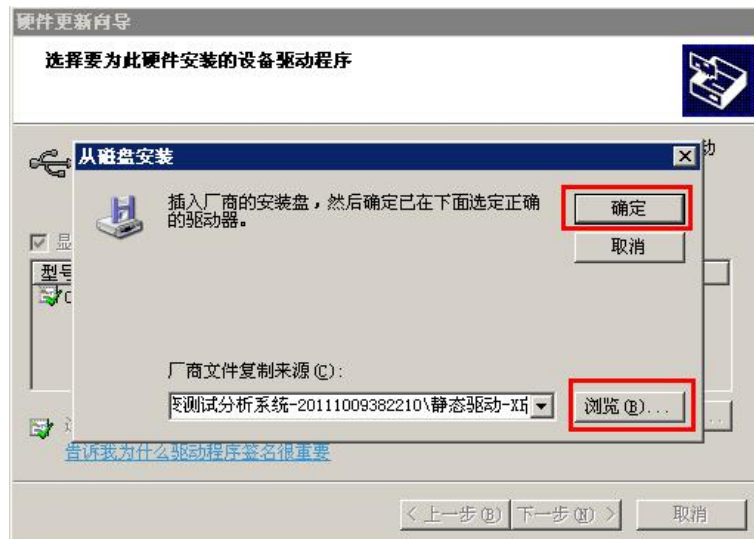 硬件更新向导
选择要为此硬件安装的设备驱动程序
动
从磁盘安装
插入厂商的安装盘，然后确定已在下面选定正确
的驱动器。
确定
取消
显
型号
厂商文件复制来源(C):
测试分析系统-20111009382210\静态驱动-X
浏览(B)...
告诉我为什么驱动程序签名很重要
< 上一步(B)
下一步(N) >
取消